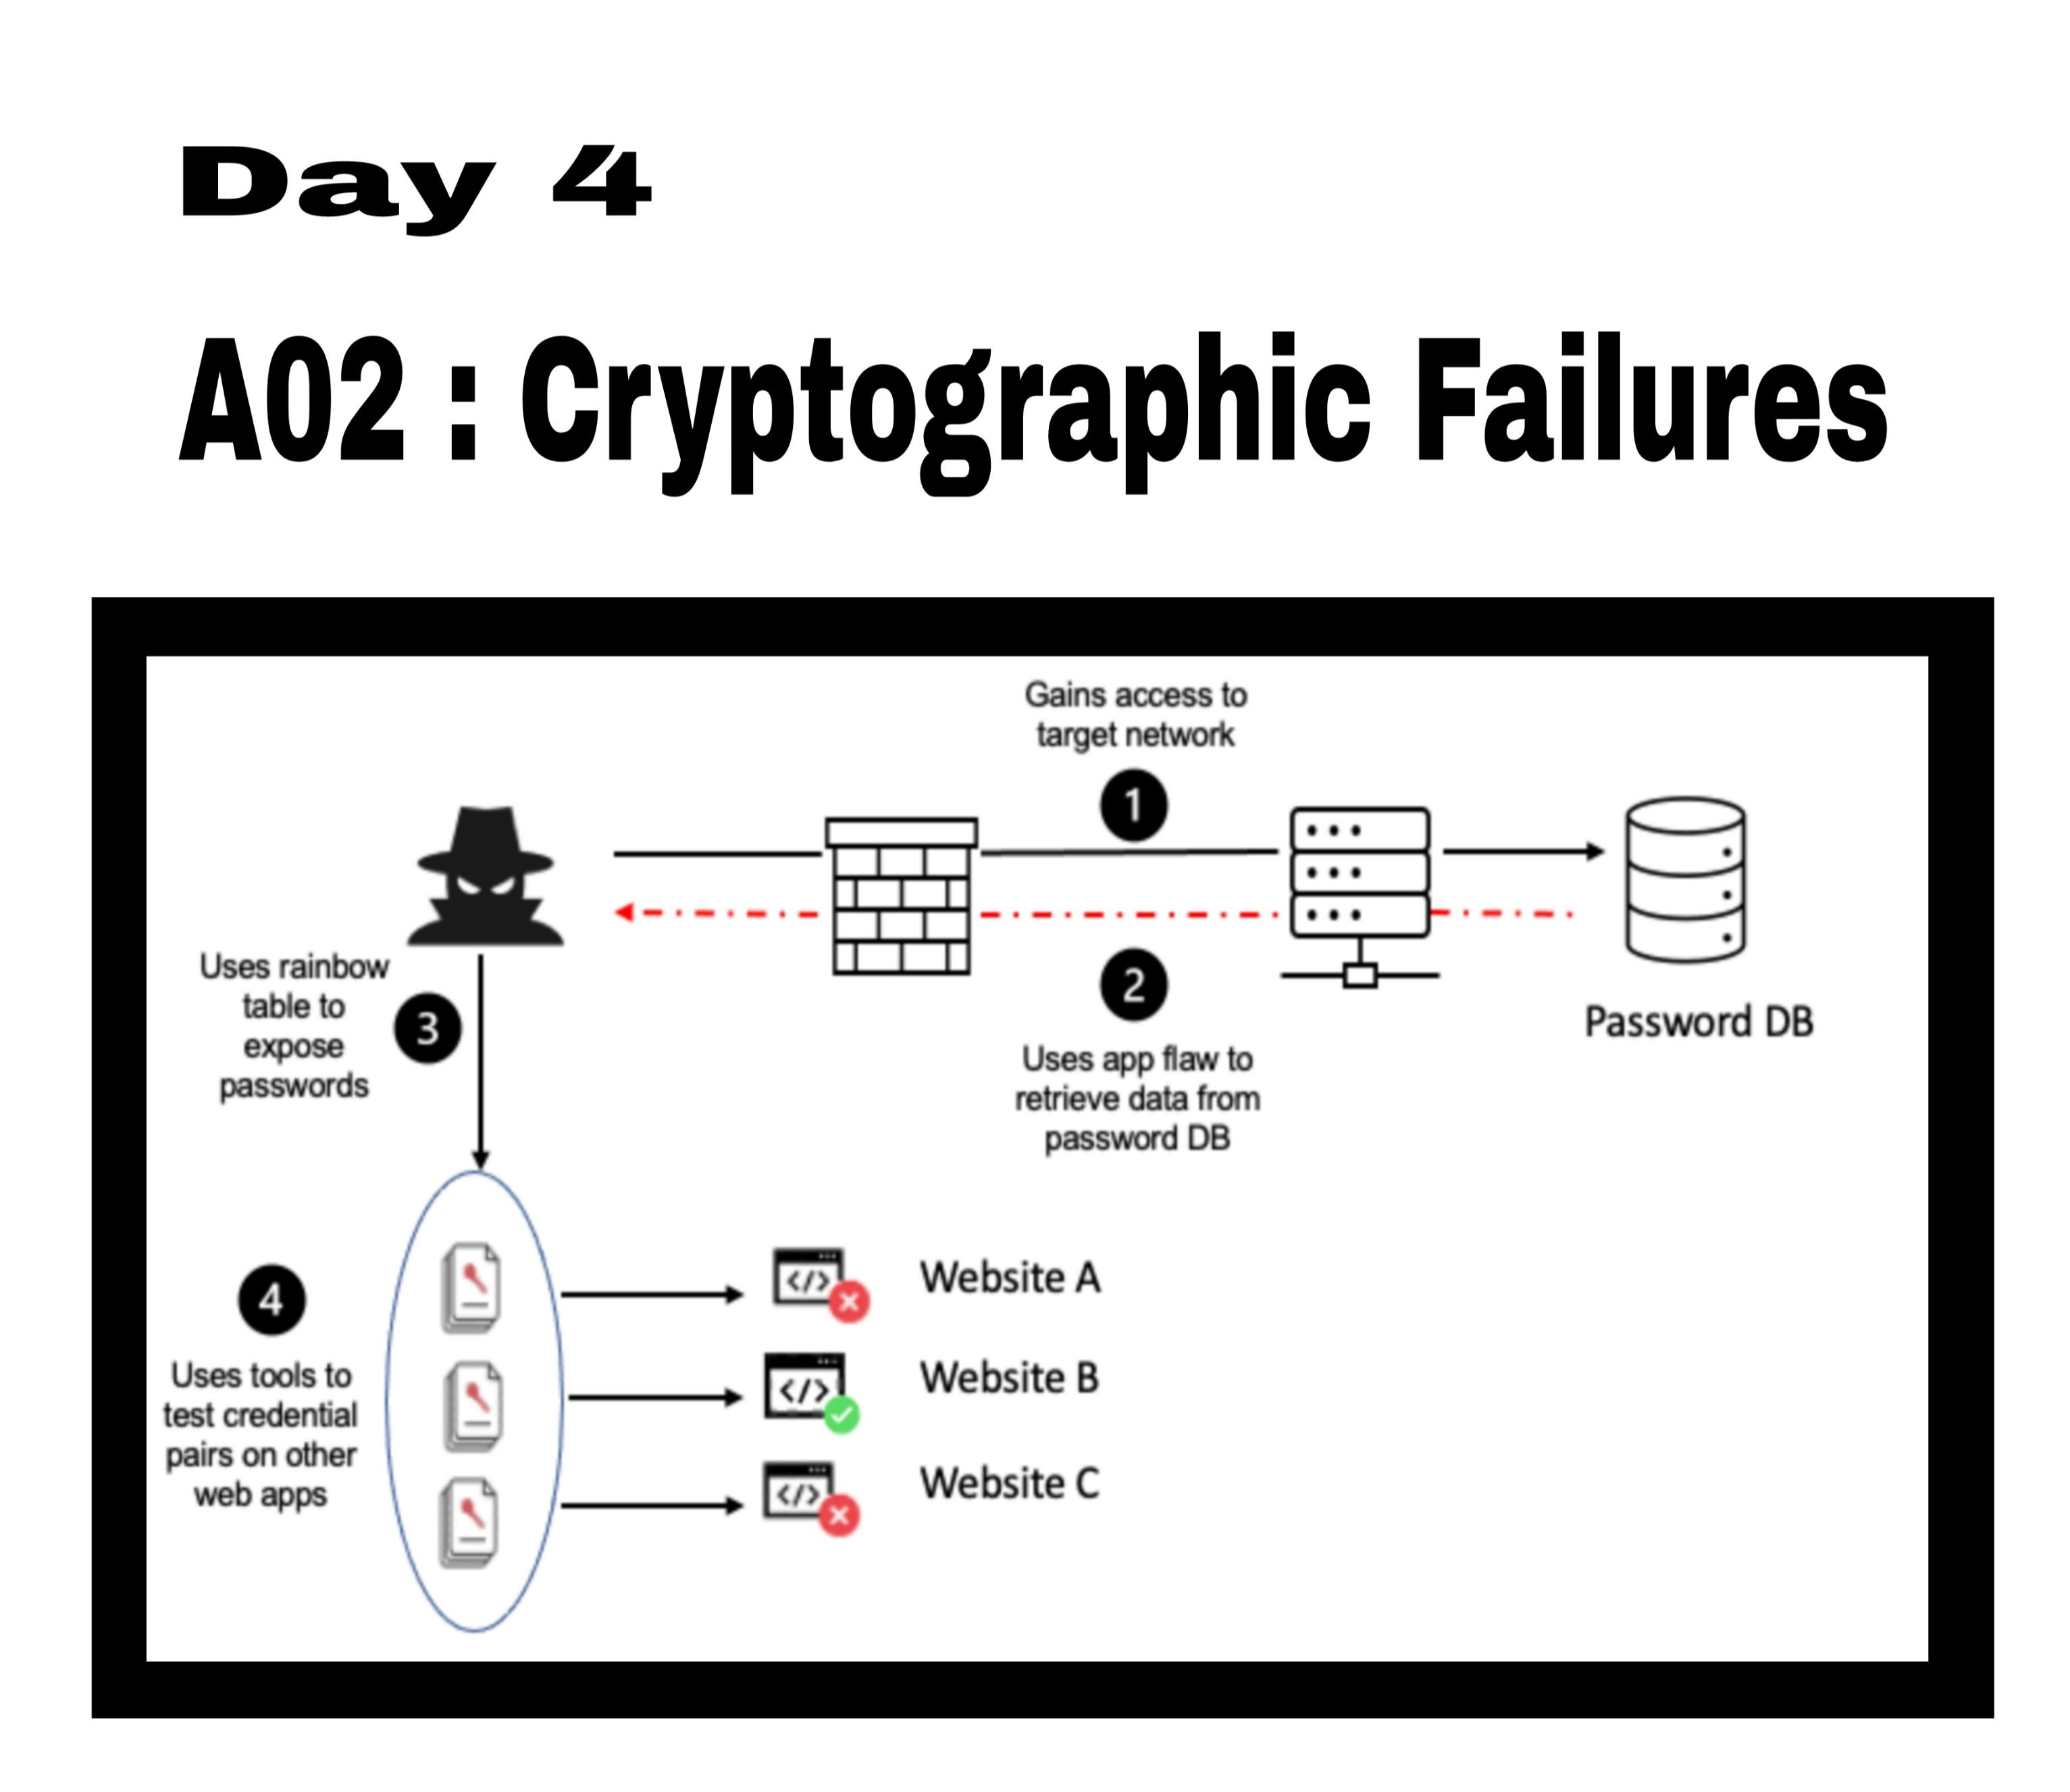 Day 4
A02 : Cryptographic Failures
Gains access to
target network
1
2
Uses app flaw to
retrieve data from
password DB
Password DB
Uses rainbow
table to
expose
passwords
3
4
Uses tools to
test credential
pairs on other
web apps
</> Website A
</> Website B
</> Website C